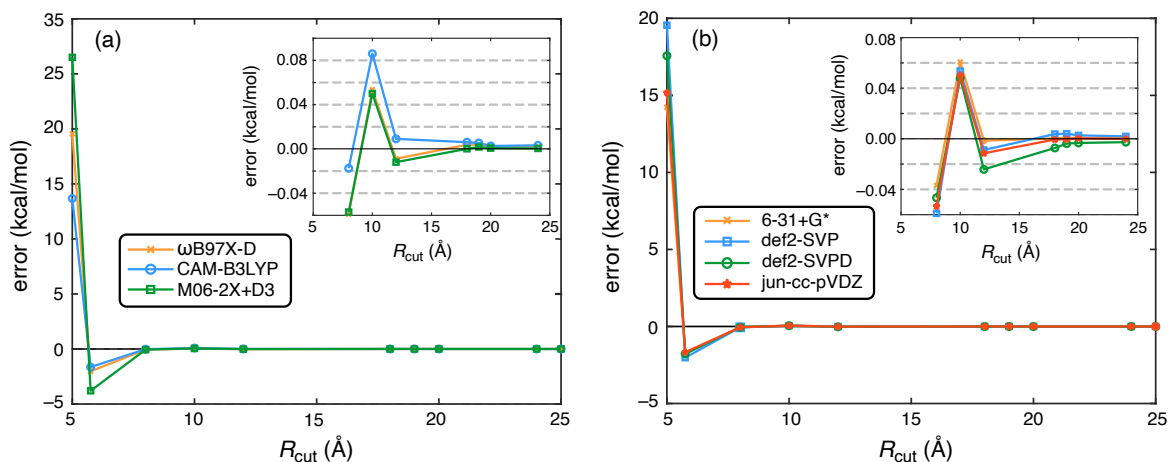 (a)
error (kcal/mol)
35
30
25
20
15
10
5
0
−5
5
10
15
20
25
R_cut (Å)
ωB97X-D
CAM-B3LYP
M06-2X+D3
error (kcal/mol)
0.08
0.04
0.00
−0.04
5
10
15
20
25
R_cut (Å)
(b)
error (kcal/mol)
20
15
10
5
0
−5
5
10
15
20
25
R_cut (Å)
6-31+G*
def2-SVP
def2-SVPD
jun-cc-pVDZ
error (kcal/mol)
0.08
0.04
0.00
−0.04
5
10
15
20
25
R_cut (Å)